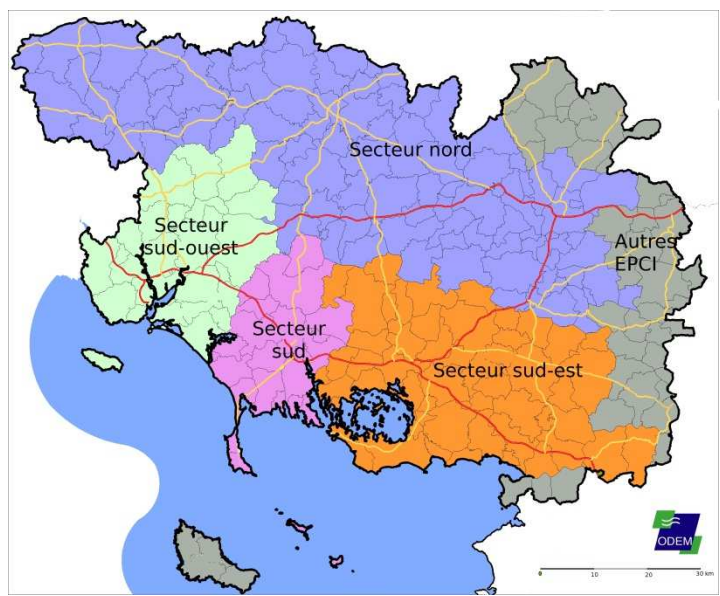 Secteur nord
Secteur
sud-ouest
Autres
EPCI
Secteur
sud
Secteur sud-est
ODEM
0 10 20 30 km